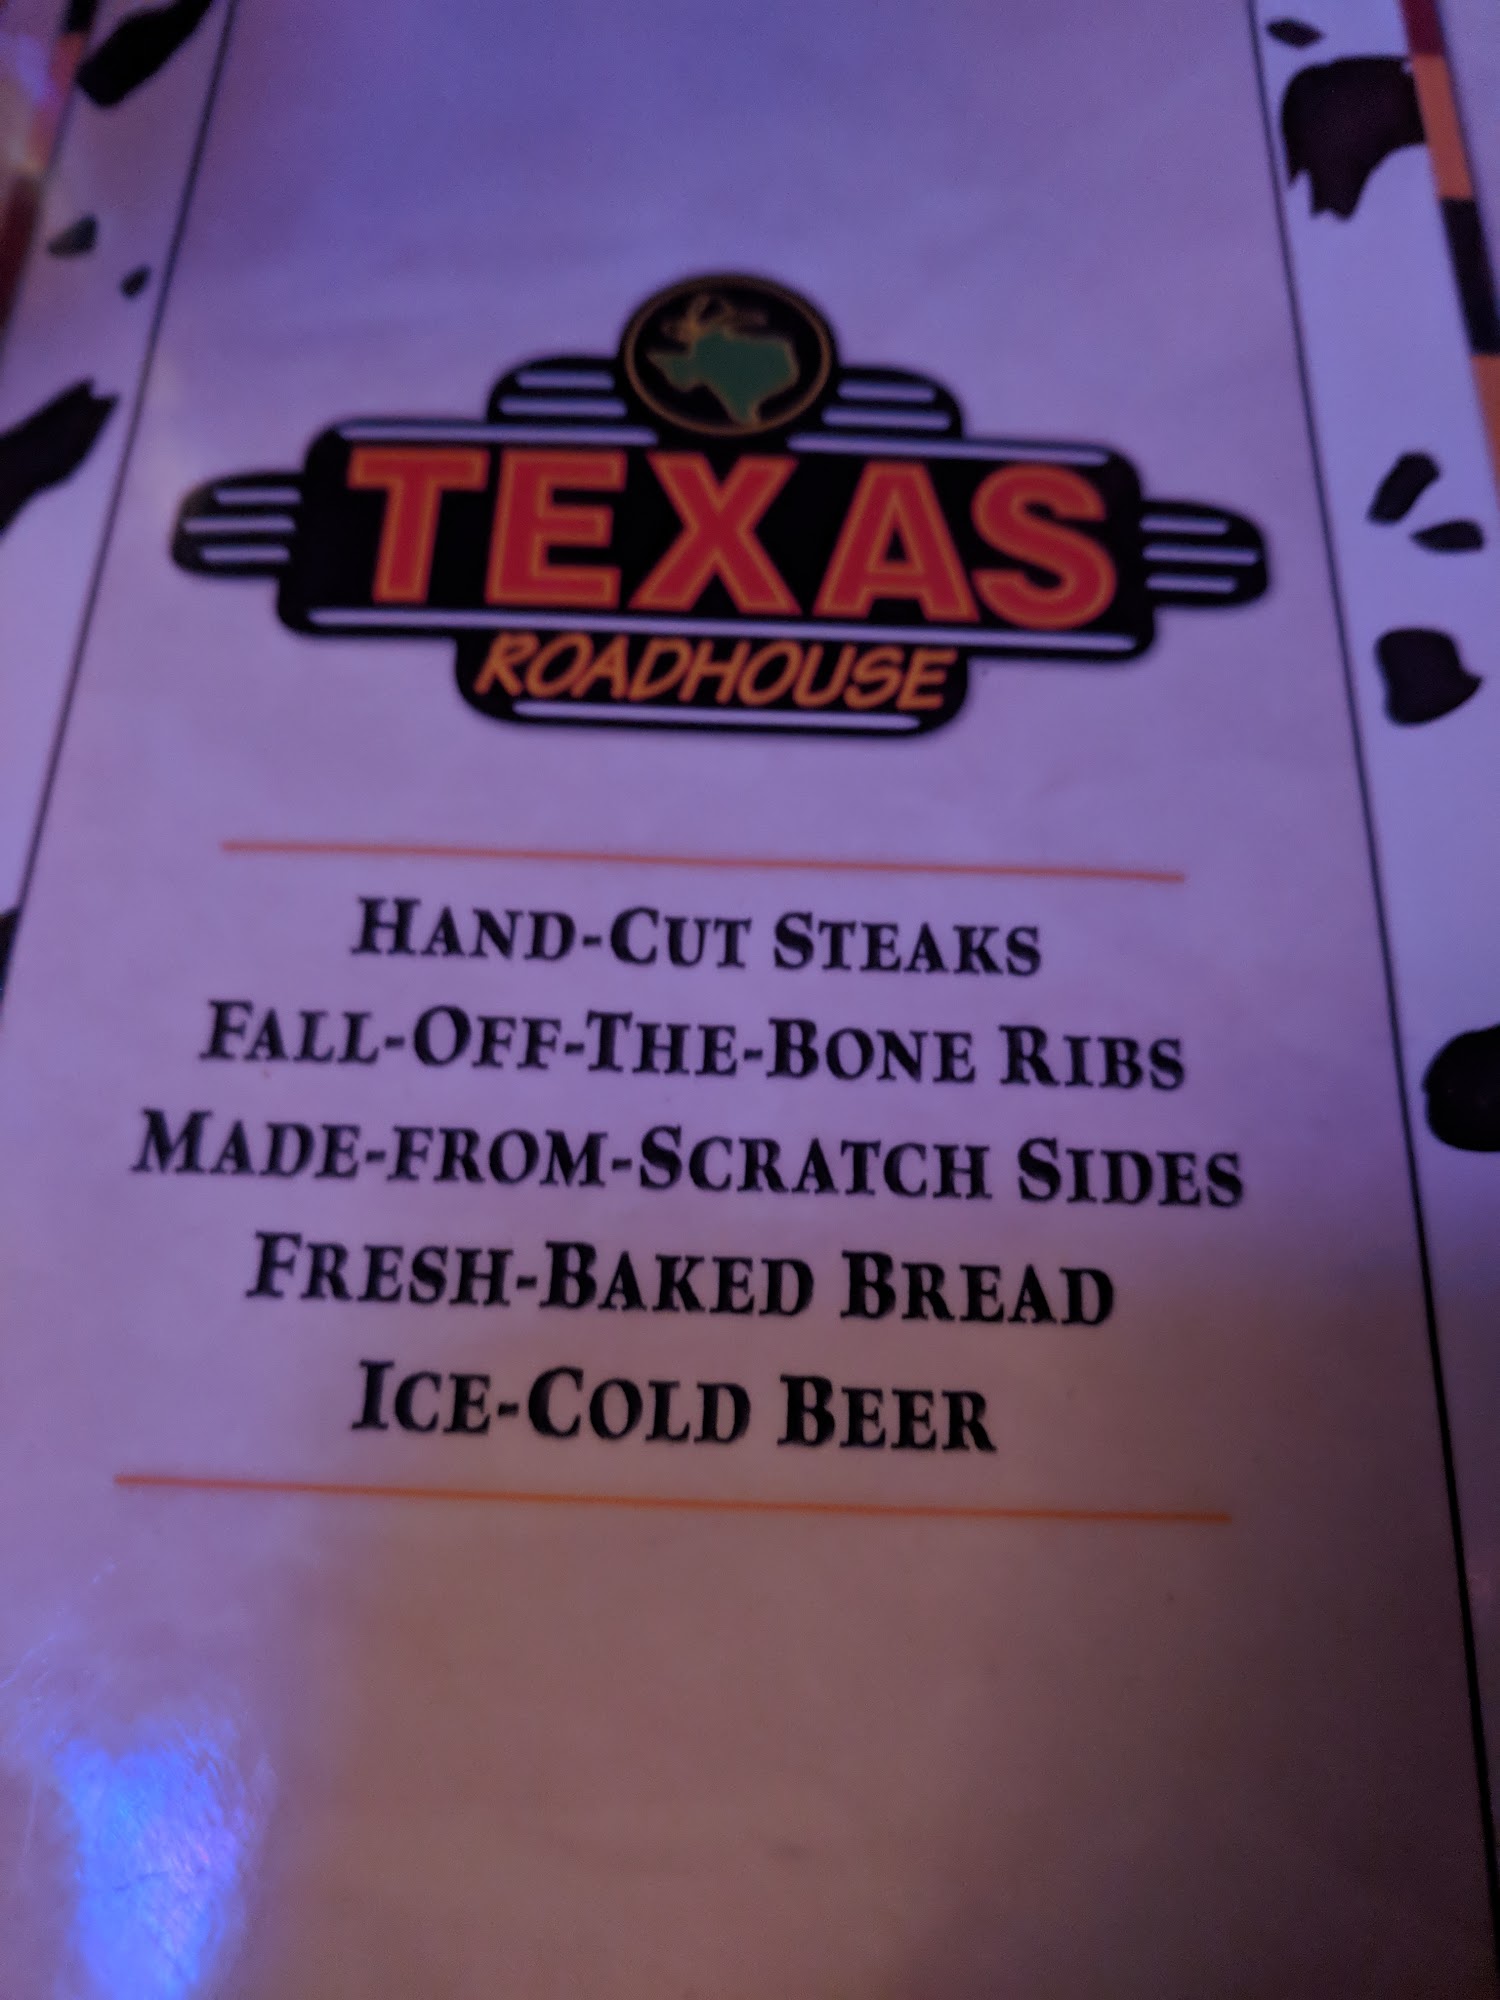 TEXAS
ROADHOUSE
HAND-CUT STEAKS
FALL-OFF-THE-BONE RIBS
MADE-FROM-SCRATCH SIDES
FRESH-BAKED BREAD
ICE-COLD BEER